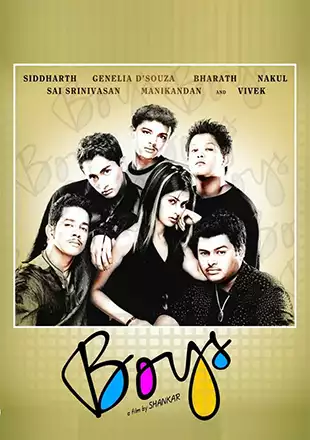 SIDDHARTH GENELIA D'SOUZA BHARATH NAKUL
SAI SRINIVASAN MANIKANDAN AND VIVEK
Boys
a film by SHANKAR